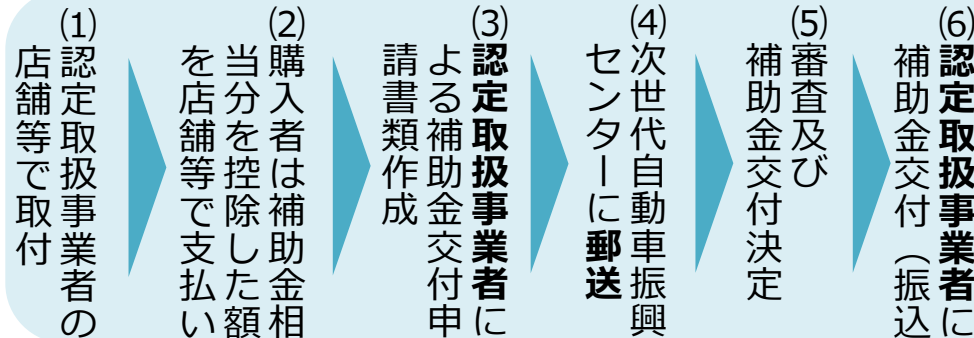 (1)
認定取扱事業者の
店舗等で取付
(2)
購入者は補助金相
当分を控除した額
を店舗等で支払い
(3)
認定取扱事業者に
よる補助金交付申
請書類作成
(4)
次世代自動車振興
センターに郵送
(5)
審査及び
補助金交付決定
(6)
認定取扱事業者に
補助金交付（振込